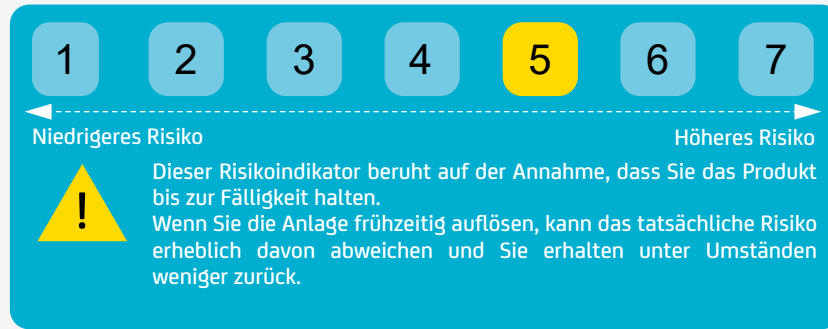 1 2 3 4 5 6 7
Niedrigeres Risiko Höheres Risiko
! Dieser Risikoindikator beruht auf der Annahme, dass Sie das Produkt
bis zur Fälligkeit halten.
Wenn Sie die Anlage frühzeitig auflösen, kann das tatsächliche Risiko
erheblich davon abweichen und Sie erhalten unter Umständen
weniger zurück.